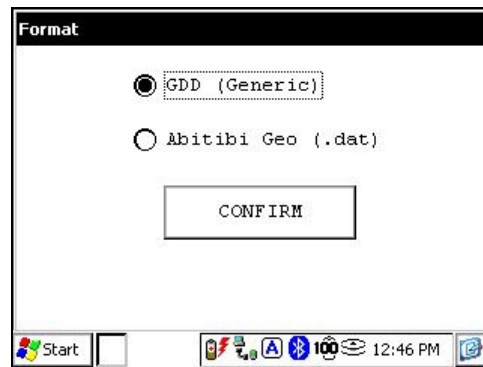 Format
GDD (Generic)
Abitibi Geo (.dat)
CONFIRM
Start A 100 12:46 PM